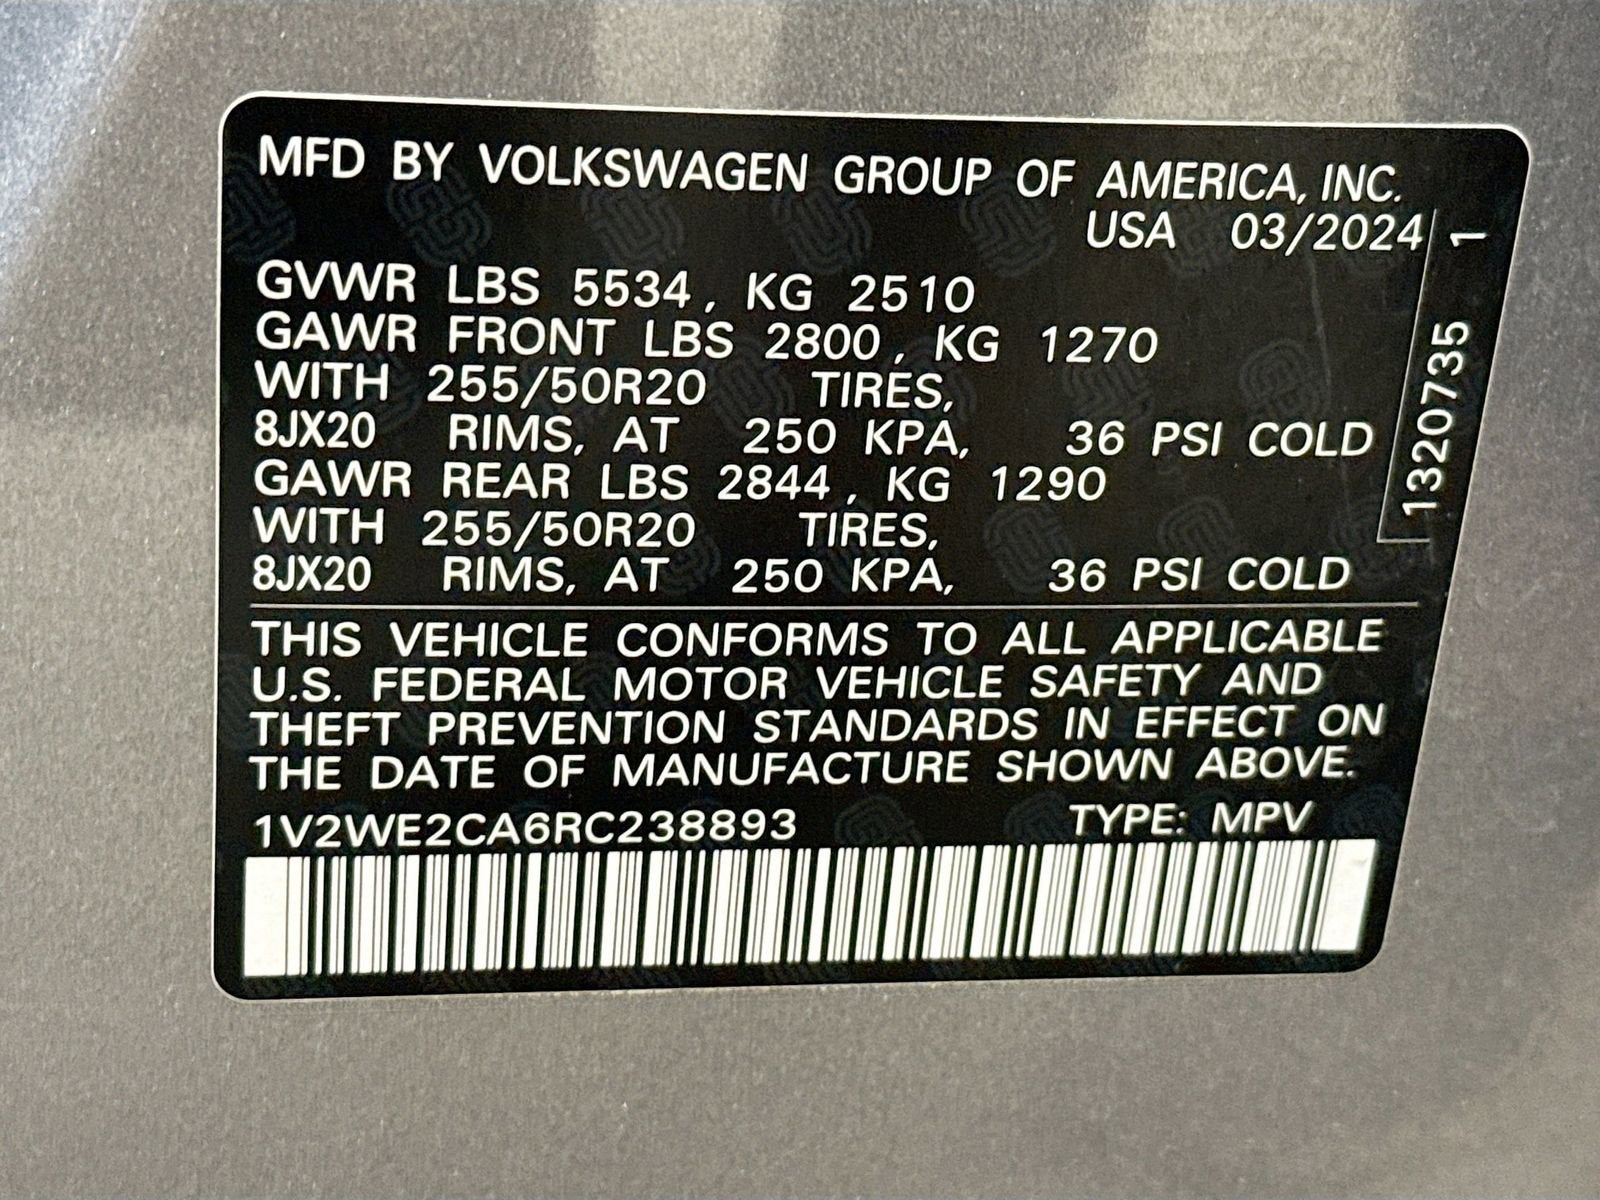 MFD BY VOLKSWAGEN GROUP OF AMERICA, INC.
USA 03/2024
GVWR LBS 5534, KG 2510
GAWR FRONT LBS 2800, KG 1270
WITH 255/50R20 TIRES,
8JX20 RIMS, AT 250 KPA, 36 PSI COLD
GAWR REAR LBS 2844, KG 1290
WITH 255/50R20 TIRES,
8JX20 RIMS, AT 250 KPA, 36 PSI COLD
THIS VEHICLE CONFORMS TO ALL APPLICABLE
U.S. FEDERAL MOTOR VEHICLE SAFETY AND
THEFT PREVENTION STANDARDS IN EFFECT ON
THE DATE OF MANUFACTURE SHOWN ABOVE.
1V2WE2CA6RC238893 TYPE: MPV
1320735 1